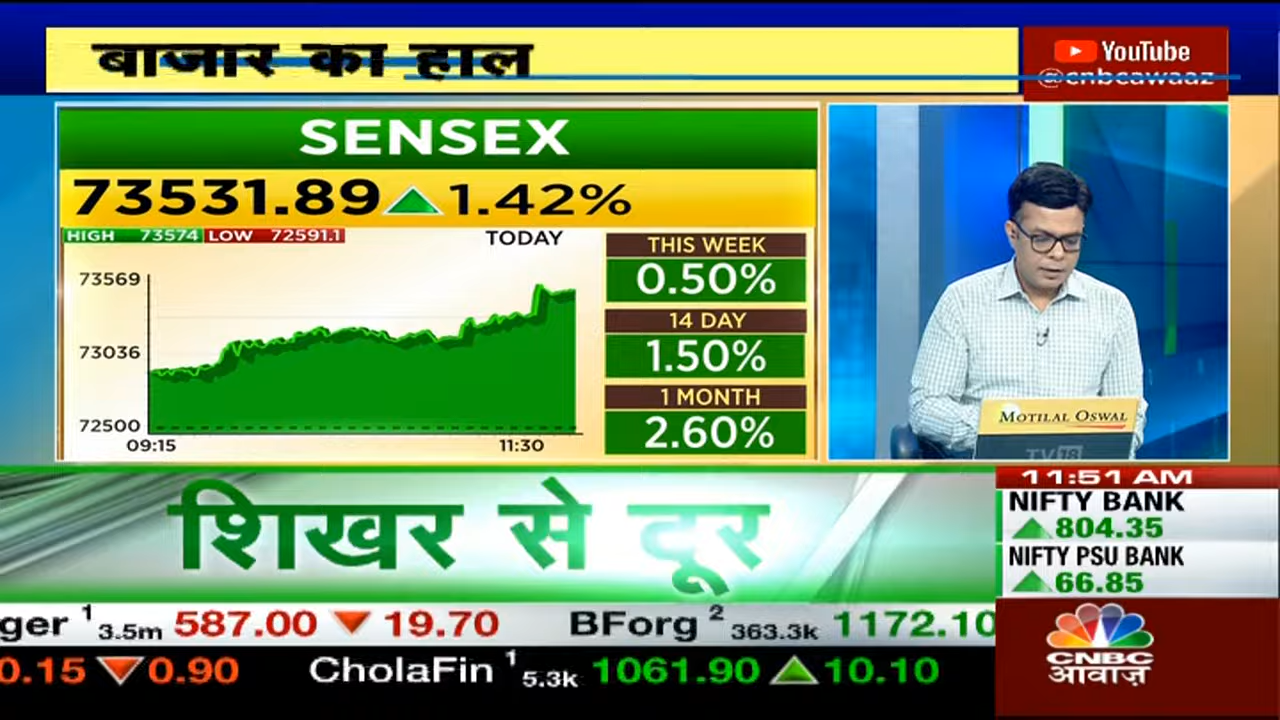 बाजार का हाल
YouTube
@cnbcawaaz
SENSEX
73531.89 1.42%
HIGH 73574 LOW 72591.1
TODAY
73569
73036
72500
09:15
11:30
THIS WEEK
0.50%
14 DAY
1.50%
1 MONTH
2.60%
MOTILAL OSWAL
TV18
शिखर से दूर
11:51 AM
NIFTY BANK
804.35
NIFTY PSU BANK
66.85
ger 1 3.5m 587.00 19.70 BForg 2 363.3k 1172.10
0.15 0.90 CholaFin 1 5.3k 1061.90 10.10
CNBC
आवाज़